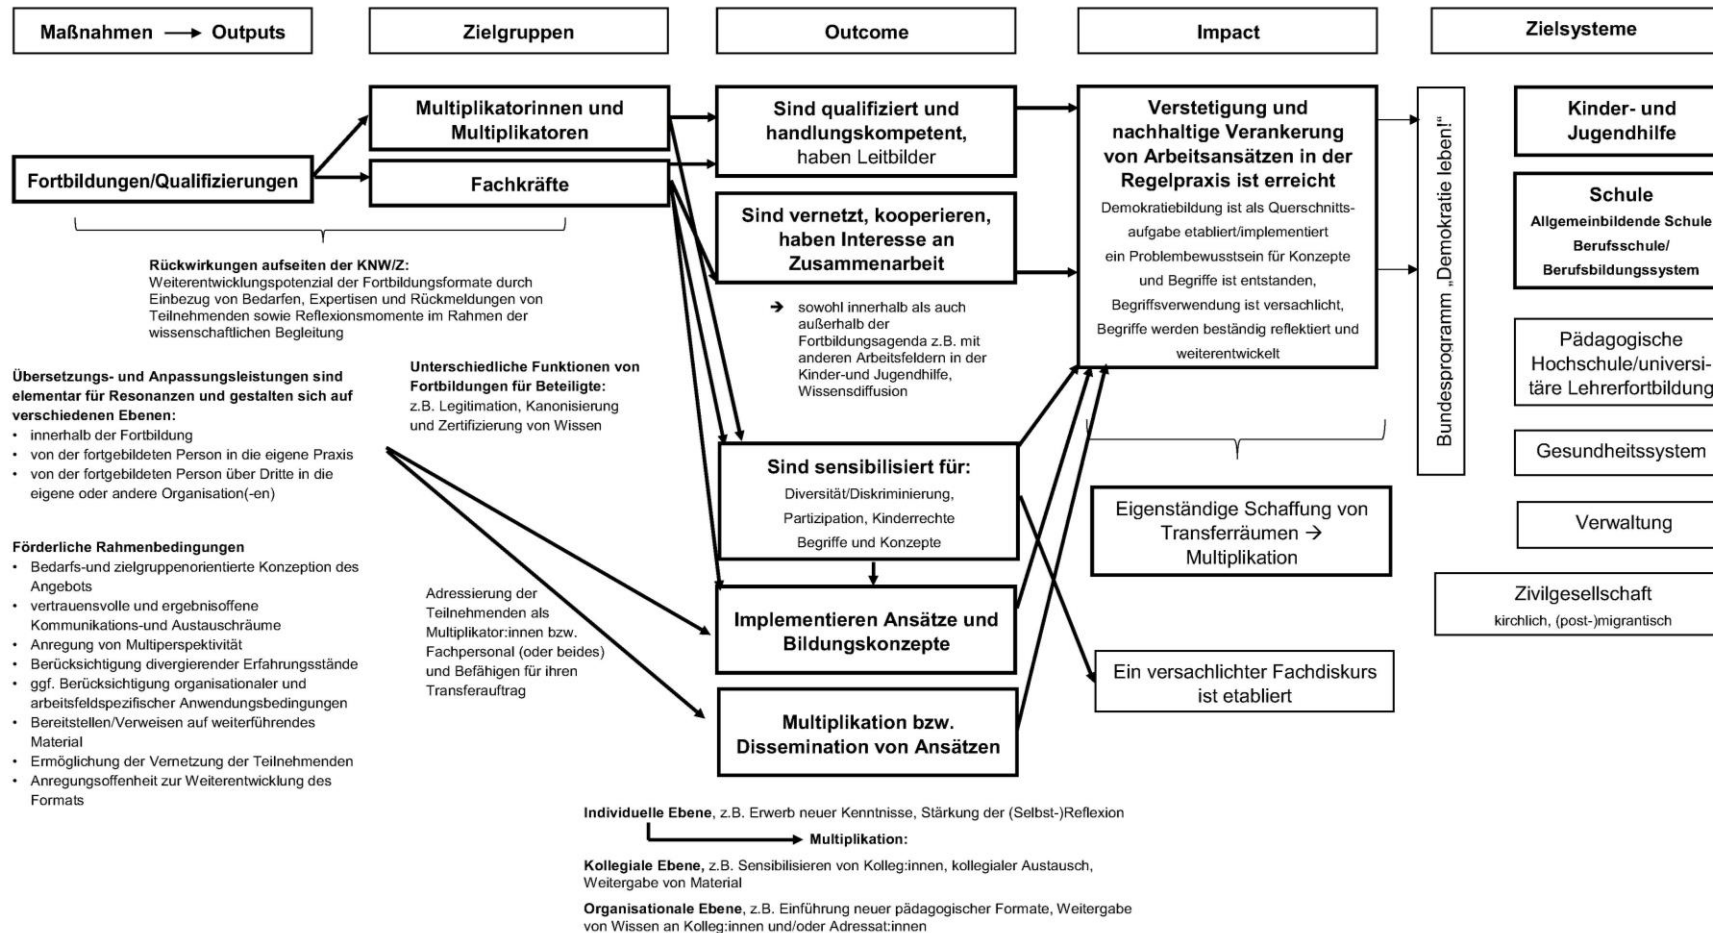 Maßnahmen → Outputs
Zielgruppen
Outcome
Impact
Zielsysteme
Fortbildungen/Qualifizierungen
Multiplikatorinnen und
Multiplikatoren
Fachkräfte
Rückwirkungen aufseiten der KNW/Z:
Weiterentwicklungspotenzial der Fortbildungsformate durch
Einbezug von Bedarfen, Expertisen und Rückmeldungen von
Teilnehmenden sowie Reflexionsmomente im Rahmen der
wissenschaftlichen Begleitung
Übersetzungs- und Anpassungsleistungen sind
elementar für Resonanzen und gestalten sich auf
verschiedenen Ebenen:
• innerhalb der Fortbildung
• von der fortgebildeten Person in die eigene Praxis
• von der fortgebildeten Person über Dritte in die
eigene oder andere Organisation(-en)
Förderliche Rahmenbedingungen
• Bedarfs-und zielgruppenorientierte Konzeption des
Angebots
• vertrauensvolle und ergebnisoffene
Kommunikations-und Austauschräume
• Anregung von Multiperspektivität
• Berücksichtigung divergierender Erfahrungsstände
• ggf. Berücksichtigung organisationaler und
arbeitsfeldspezifischer Anwendungsbedingungen
• Bereitstellen/Verweisen auf weiterführendes
Material
• Ermöglichung der Vernetzung der Teilnehmenden
• Anregungsoffenheit zur Weiterentwicklung des
Formats
Unterschiedliche Funktionen von
Fortbildungen für Beteiligte:
z.B. Legitimation, Kanonisierung
und Zertifizierung von Wissen
Adressierung der
Teilnehmenden als
Multiplikator:innen bzw.
Fachpersonal (oder beides)
und Befähigen für ihren
Transferauftrag
Sind qualifiziert und
handlungskompetent,
haben Leitbilder
Sind vernetzt, kooperieren,
haben Interesse an
Zusammenarbeit
→ sowohl innerhalb als auch
außerhalb der
Fortbildungsagenda z.B. mit
anderen Arbeitsfeldern in der
Kinder-und Jugendhilfe,
Wissensdiffusion
Sind sensibilisiert für:
Diversität/Diskriminierung,
Partizipation, Kinderrechte
Begriffe und Konzepte
Implementieren Ansätze und
Bildungskonzepte
Multiplikation bzw.
Dissemination von Ansätzen
Individuelle Ebene, z.B. Erwerb neuer Kenntnisse, Stärkung der (Selbst-)Reflexion
Multiplikation:
Kollegiale Ebene, z.B. Sensibilisieren von Kolleg:innen, kollegialer Austausch,
Weitergabe von Material
Organisationale Ebene, z.B. Einführung neuer pädagogischer Formate, Weitergabe
von Wissen an Kolleg:innen und/oder Adressat:innen
Verstetigung und
nachhaltige Verankerung
von Arbeitsansätzen in der
Regelpraxis ist erreicht
Demokratiebildung ist als Querschnitts-
aufgabe etabliert/implementiert
ein Problembewusstsein für Konzepte
und Begriffe ist entstanden,
Begriffsverwendung ist versachlicht,
Begriffe werden beständig reflektiert und
weiterentwickelt
Eigenständige Schaffung von
Transferräumen →
Multiplikation
Ein versachlichter Fachdiskurs
ist etabliert
Bundesprogramm „Demokratie leben!“
Kinder- und
Jugendhilfe
Schule
Allgemeinbildende Schule
Berufsschule/
Berufsbildungssystem
Pädagogische
Hochschule/universi-
täre Lehrerfortbildung
Gesundheitssystem
Verwaltung
Zivilgesellschaft
kirchlich, (post-)migrantisch